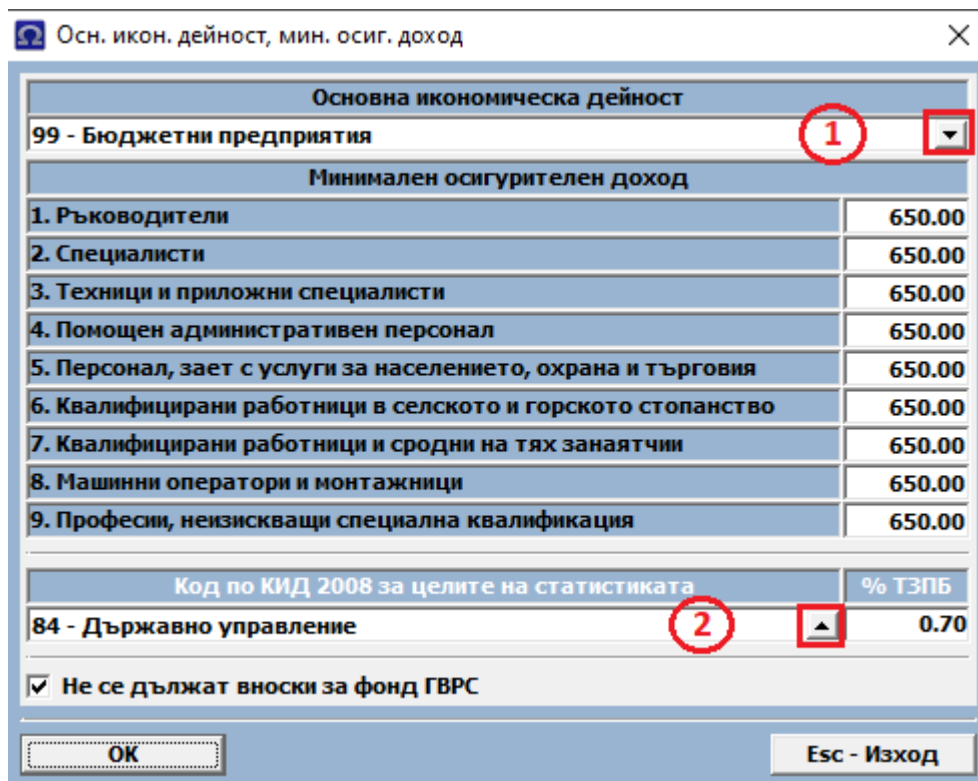 Осн. икон. дейност, мин. осиг. доход
Основна икономическа дейност
99 - Бюджетни предприятия 1
Минимален осигурителен доход
1. Ръководители 650.00
2. Специалисти 650.00
3. Техници и приложни специалисти 650.00
4. Помощен административен персонал 650.00
5. Персонал, зает с услуги за населението, охрана и търговия 650.00
6. Квалифицирани работници в селското и горското стопанство 650.00
7. Квалифицирани работници и сродни на тях занаятчии 650.00
8. Машинни оператори и монтажници 650.00
9. Професии, неизискващи специална квалификация 650.00
Код по КИД 2008 за целите на статистиката % ТЗПБ
84 - Държавно управление 2 0.70
Не се дължат вноски за фонд ГВРС
ОК Esc - Изход